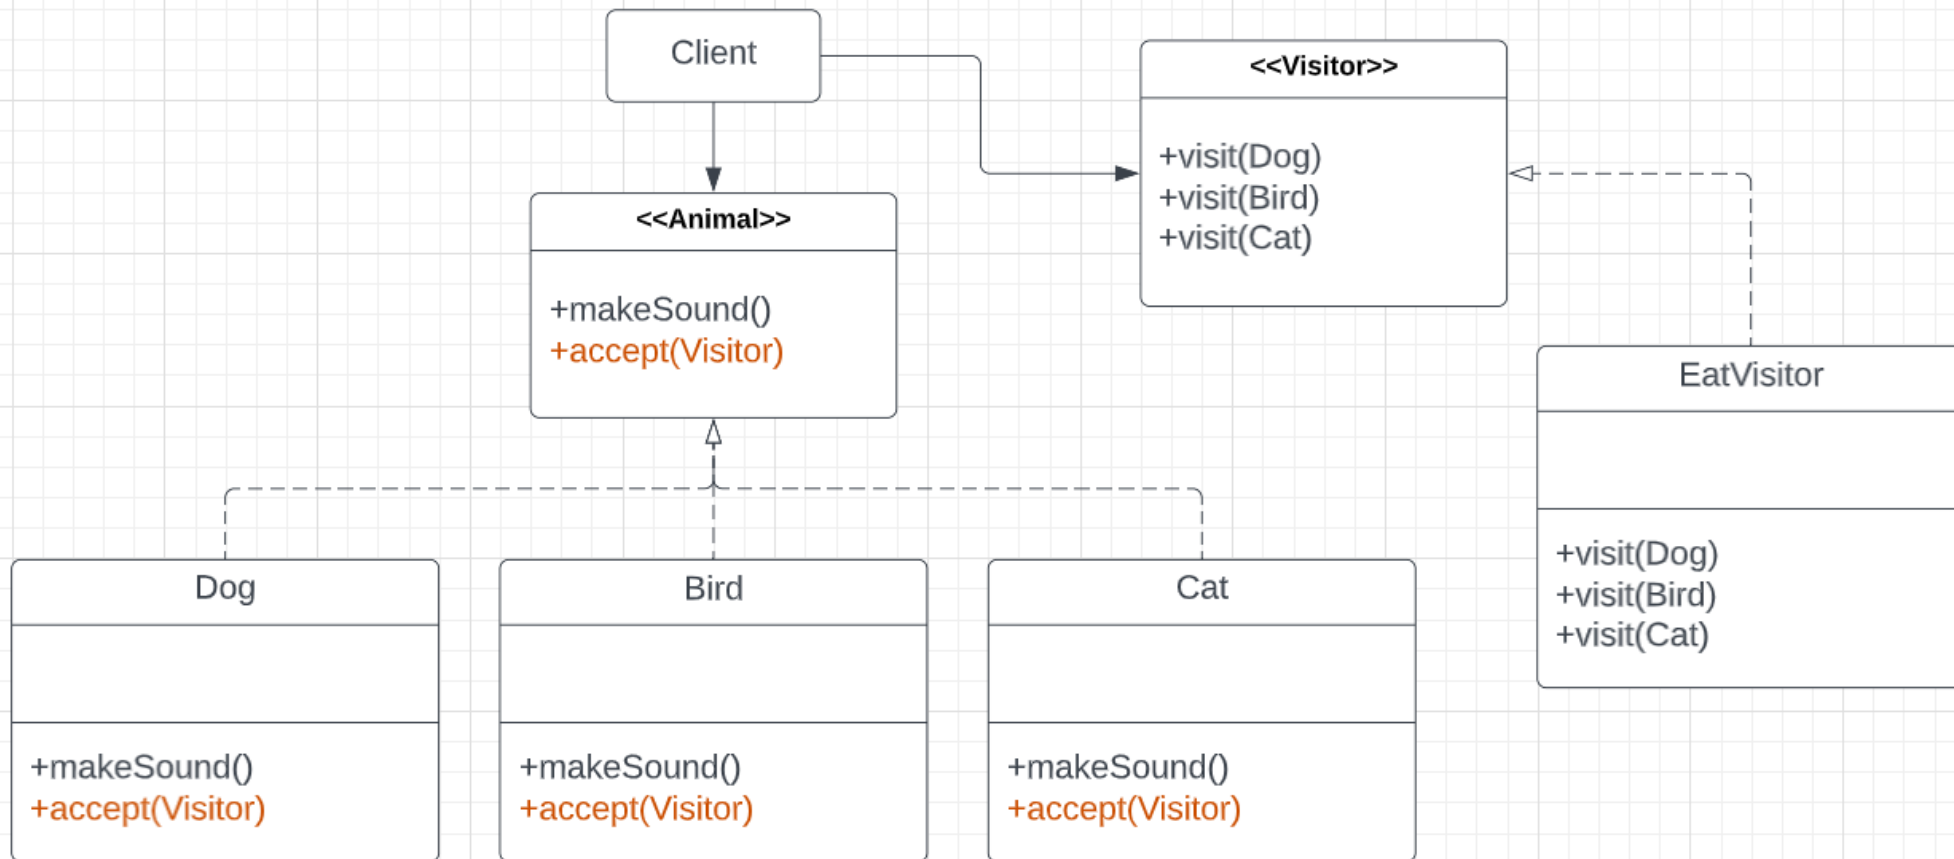 Client
<<Visitor>>
+visit(Dog)
+visit(Bird)
+visit(Cat)
<<Animal>>
+makeSound()
+accept(Visitor)
EatVisitor
+visit(Dog)
+visit(Bird)
+visit(Cat)
Dog
+makeSound()
+accept(Visitor)
Bird
+makeSound()
+accept(Visitor)
Cat
+makeSound()
+accept(Visitor)